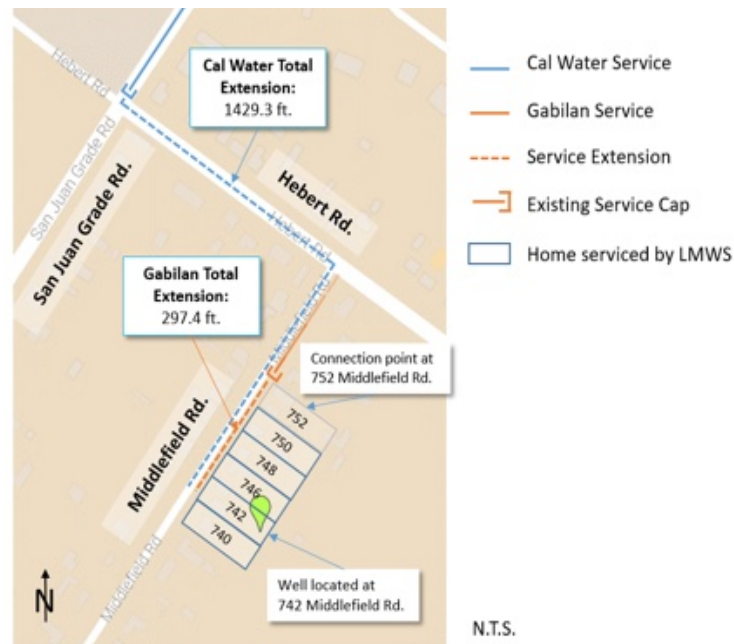 Hebert Rd
Cal Water Total
Extension:
1429.3 ft.
San Juan Grade Rd
San Juan Grade Rd.
Hebert Rd.
Hebert Rd
Gabilan Total
Extension:
297.4 ft.
Middlefield Rd
Connection point at
752 Middlefield Rd.
Middlefield Rd.
752
750
748
746
742
740
Middlefield Rd
Well located at
742 Middlefield Rd.
N
Cal Water Service
Gabilan Service
Service Extension
Existing Service Cap
Home serviced by LMWS
N.T.S.